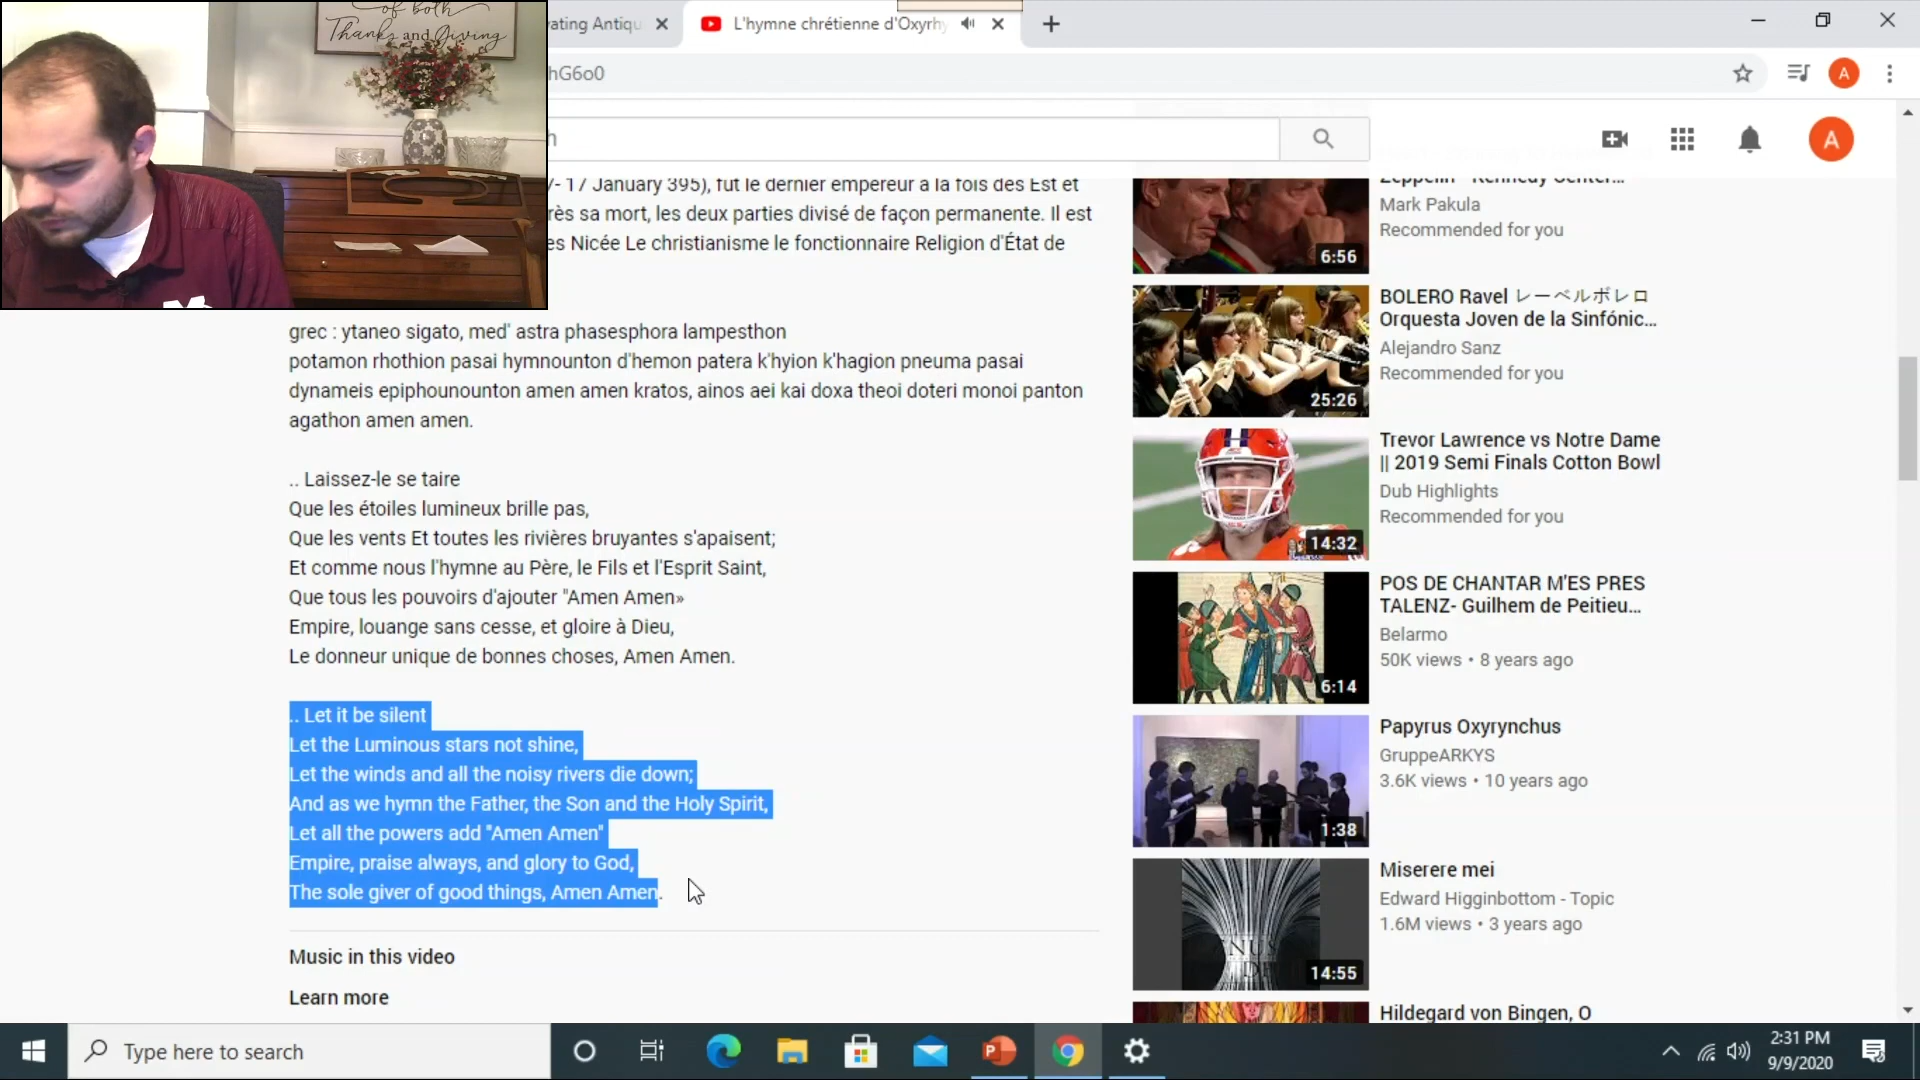 of both
Thanks and Giving
vating Antiqu
L'hymne chrétienne d'Oxyrhy
hG6o0
A
h
A
/- 17 January 395), fut le dernier empereur à la fois des Est et
rès sa mort, les deux parties divisé de façon permanente. Il est
es Nicée Le christianisme le fonctionnaire Religion d'État de
grec : ytaneo sigato, med' astra phasesphora lampesthon
potamon rhothion pasai hymnounton d'hemon patera k'hyion k'hagion pneuma pasai
dynameis epiphounounton amen amen kratos, ainos aei kai doxa theoi doteri monoi panton
agathon amen amen.
.. Laissez-le se taire
Que les étoiles lumineux brille pas,
Que les vents Et toutes les rivières bruyantes s'apaisent;
Et comme nous l'hymne au Père, le Fils et l'Esprit Saint,
Que tous les pouvoirs d'ajouter "Amen Amen»
Empire, louange sans cesse, et gloire à Dieu,
Le donneur unique de bonnes choses, Amen Amen.
.. Let it be silent
Let the Luminous stars not shine,
Let the winds and all the noisy rivers die down;
And as we hymn the Father, the Son and the Holy Spirit,
Let all the powers add "Amen Amen"
Empire, praise always, and glory to God,
The sole giver of good things, Amen Amen.
Music in this video
Learn more
Zeppelin - Kennedy Center...
Mark Pakula
Recommended for you
6:56
BOLERO Ravel レーベルボレロ
Orquesta Joven de la Sinfónic...
Alejandro Sanz
Recommended for you
25:26
Trevor Lawrence vs Notre Dame
|| 2019 Semi Finals Cotton Bowl
Dub Highlights
Recommended for you
14:32
POS DE CHANTAR M'ES PRES
TALENZ- Guilhem de Peitieu...
Belarmo
50K views • 8 years ago
6:14
Papyrus Oxyrynchus
GruppeARKYS
3.6K views • 10 years ago
1:38
Miserere mei
Edward Higginbottom - Topic
1.6M views • 3 years ago
14:55
Hildegard von Bingen, O
Type here to search
2:31 PM
9/9/2020